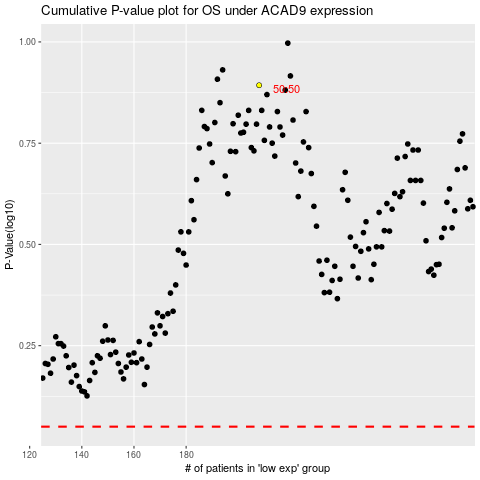 Cumulative P-value plot for OS under ACAD9 expression
1.00
0.75
0.50
0.25
P-Value(log10)
50:50
120 140 160 180
# of patients in 'low exp' group